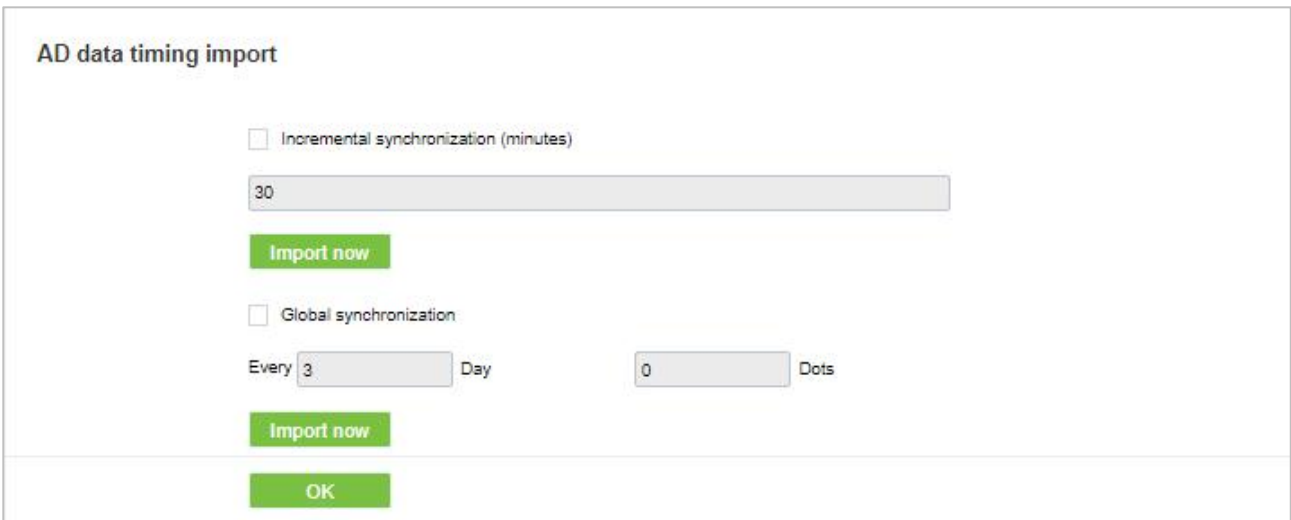 AD data timing import
Incremental synchronization (minutes)
30
Import now
Global synchronization
Every 3 Day 0 Dots
Import now
OK